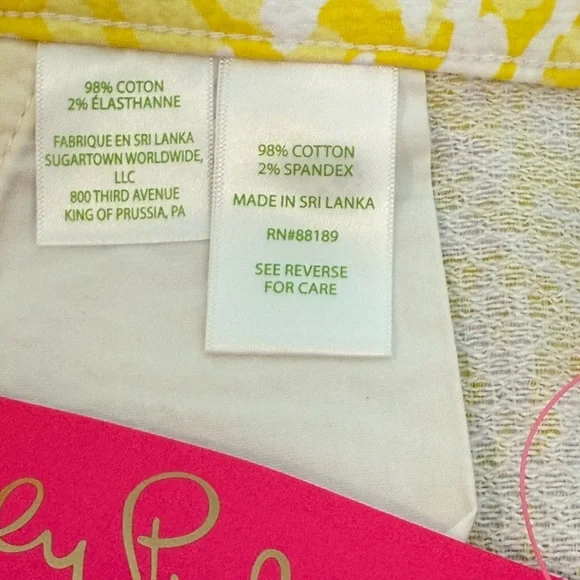 98% COTON
2% ÉLASTHANNE
FABRIQUE EN SRI LANKA
SUGARTOWN WORLDWIDE,
LLC
800 THIRD AVENUE
KING OF PRUSSIA, PA
98% COTTON
2% SPANDEX
MADE IN SRI LANKA
RN#88189
SEE REVERSE
FOR CARE